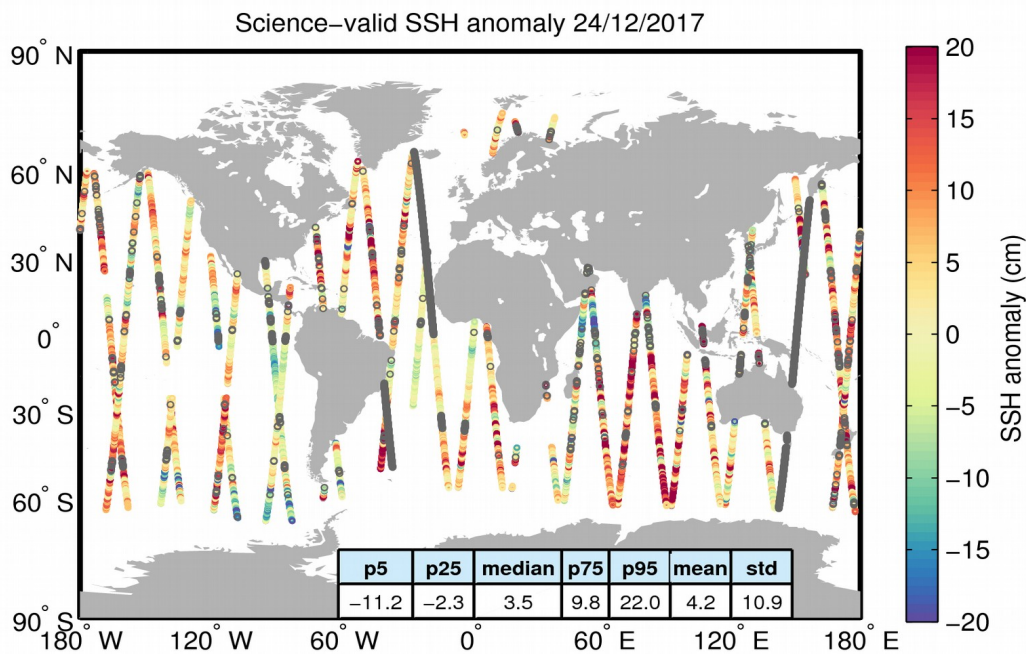 Science−valid SSH anomaly 24/12/2017
90° N
60° N
30° N
0°
30° S
60° S
90° S
180° W
120° W
60° W
0°
60° E
120° E
180° E
p5 p25 median p75 p95 mean std
−11.2 −2.3 3.5 9.8 22.0 4.2 10.9
20
15
10
5
0
−5
−10
−15
−20
SSH anomaly (cm)